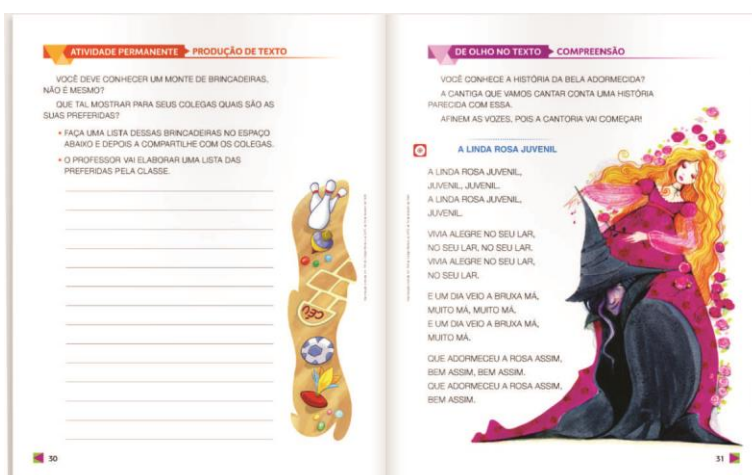 ATIVIDADE PERMANENTE PRODUÇÃO DE TEXTO
VOCÊ DEVE CONHECER UM MONTE DE BRINCADEIRAS,
NÃO É MESMO?
QUE TAL MOSTRAR PARA SEUS COLEGAS QUAIS SÃO AS
SUAS PREFERIDAS?
• FAÇA UMA LISTA DESSAS BRINCADEIRAS NO ESPAÇO
ABAIXO E DEPOIS A COMPARTILHE COM OS COLEGAS.
• O PROFESSOR VAI ELABORAR UMA LISTA DAS
PREFERIDAS PELA CLASSE.
CÉU
30
DE OLHO NO TEXTO COMPREENSÃO
VOCÊ CONHECE A HISTÓRIA DA BELA ADORMECIDA?
A CANTIGA QUE VAMOS CANTAR CONTA UMA HISTÓRIA
PARECIDA COM ESSA.
AFINEM AS VOZES, POIS A CANTORIA VAI COMEÇAR!
A LINDA ROSA JUVENIL
A LINDA ROSA JUVENIL,
JUVENIL, JUVENIL.
A LINDA ROSA JUVENIL,
JUVENIL.
VIVIA ALEGRE NO SEU LAR,
NO SEU LAR, NO SEU LAR.
VIVIA ALEGRE NO SEU LAR,
NO SEU LAR.
E UM DIA VEIO A BRUXA MÁ,
MUITO MÁ, MUITO MÁ.
E UM DIA VEIO A BRUXA MÁ,
MUITO MÁ.
QUE ADORMECEU A ROSA ASSIM,
BEM ASSIM, BEM ASSIM.
QUE ADORMECEU A ROSA ASSIM,
BEM ASSIM.
31